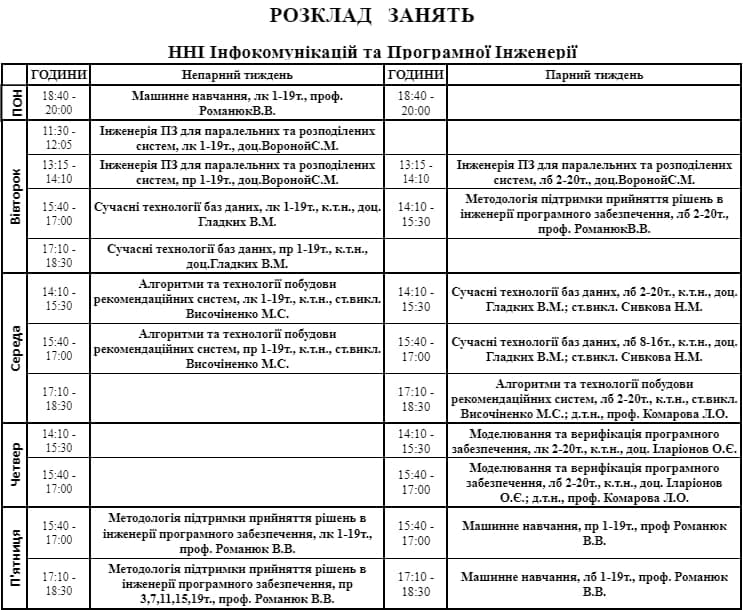 РОЗКЛАД ЗАНЯТЬ
ННІ Інфокомунікацій та Програмної Інженерії
ГОДИНИ
Непарний тиждень
ГОДИНИ
Парний тиждень
ПОН
18:40 -
20:00
Машинне навчання, лк 1-19т., проф.
РоманюкВ.В.
18:40 -
20:00
Вівторок
11:30 -
12:05
Інженерія ПЗ для паралельних та розподілених
систем, лк 1-19т., доц.ВоронойС.М.
13:15 -
14:10
Інженерія ПЗ для паралельних та розподілених
систем, пр 1-19т., доц.ВоронойС.М.
13:15 -
14:10
Інженерія ПЗ для паралельних та розподілених
систем, лб 2-20т., доц.ВоронойС.М.
15:40 -
17:00
Сучасні технології баз даних, лк 1-19т., к.т.н., доц.
Гладких В.М.
14:10 -
15:30
Методологія підтримки прийняття рішень в
інженерії програмного забезпечення, лб 2-20т.,
проф. РоманюкВ.В.
17:10 -
18:30
Сучасні технології баз даних, пр 1-19т., к.т.н.,
доц.Гладких В.М.
Середа
14:10 -
15:30
Алгоритми та технології побудови
рекомендаційних систем, лк 1-19т., к.т.н., ст.викл.
Височіненко М.С.
14:10 -
15:30
Сучасні технології баз даних, лб 2-20т., к.т.н., доц.
Гладких В.М.; ст.викл. Сивкова Н.М.
15:40 -
17:00
Алгоритми та технології побудови
рекомендаційних систем, пр 1-19т., к.т.н., ст.викл.
Височіненко М.С.
15:40 -
17:00
Сучасні технології баз даних, лб 8-16т., к.т.н., доц.
Гладких В.М.; ст.викл. Сивкова Н.М.
17:10 -
18:30
17:10 -
18:30
Алгоритми та технології побудови
рекомендаційних систем, лб 2-20т., к.т.н., ст.викл.
Височіненко М.С.; д.т.н., проф. Комарова Л.О.
Четвер
14:10 -
15:30
14:10 -
15:30
Моделювання та верифікація програмного
забезпечення, лк 2-20т., к.т.н., доц. Іларіонов О.Є.
15:40 -
17:00
15:40 -
17:00
Моделювання та верифікація програмного
забезпечення, лб 2-20т., к.т.н., доц. Іларіонов
О.Є.; д.т.н., проф. Комарова Л.О.
П'ятниця
15:40 -
17:00
Методологія підтримки прийняття рішень в
інженерії програмного забезпечення, лк 1-19т.,
проф. Романюк В.В.
15:40 -
17:00
Машинне навчання, пр 1-19т., проф Романюк
В.В.
17:10 -
18:30
Методологія підтримки прийняття рішень в
інженерії програмного забезпечення, пр
3,7,11,15,19т., проф. Романюк В.В.
17:10 -
18:30
Машинне навчання, лб 1-19т., проф. Романюк
В.В.